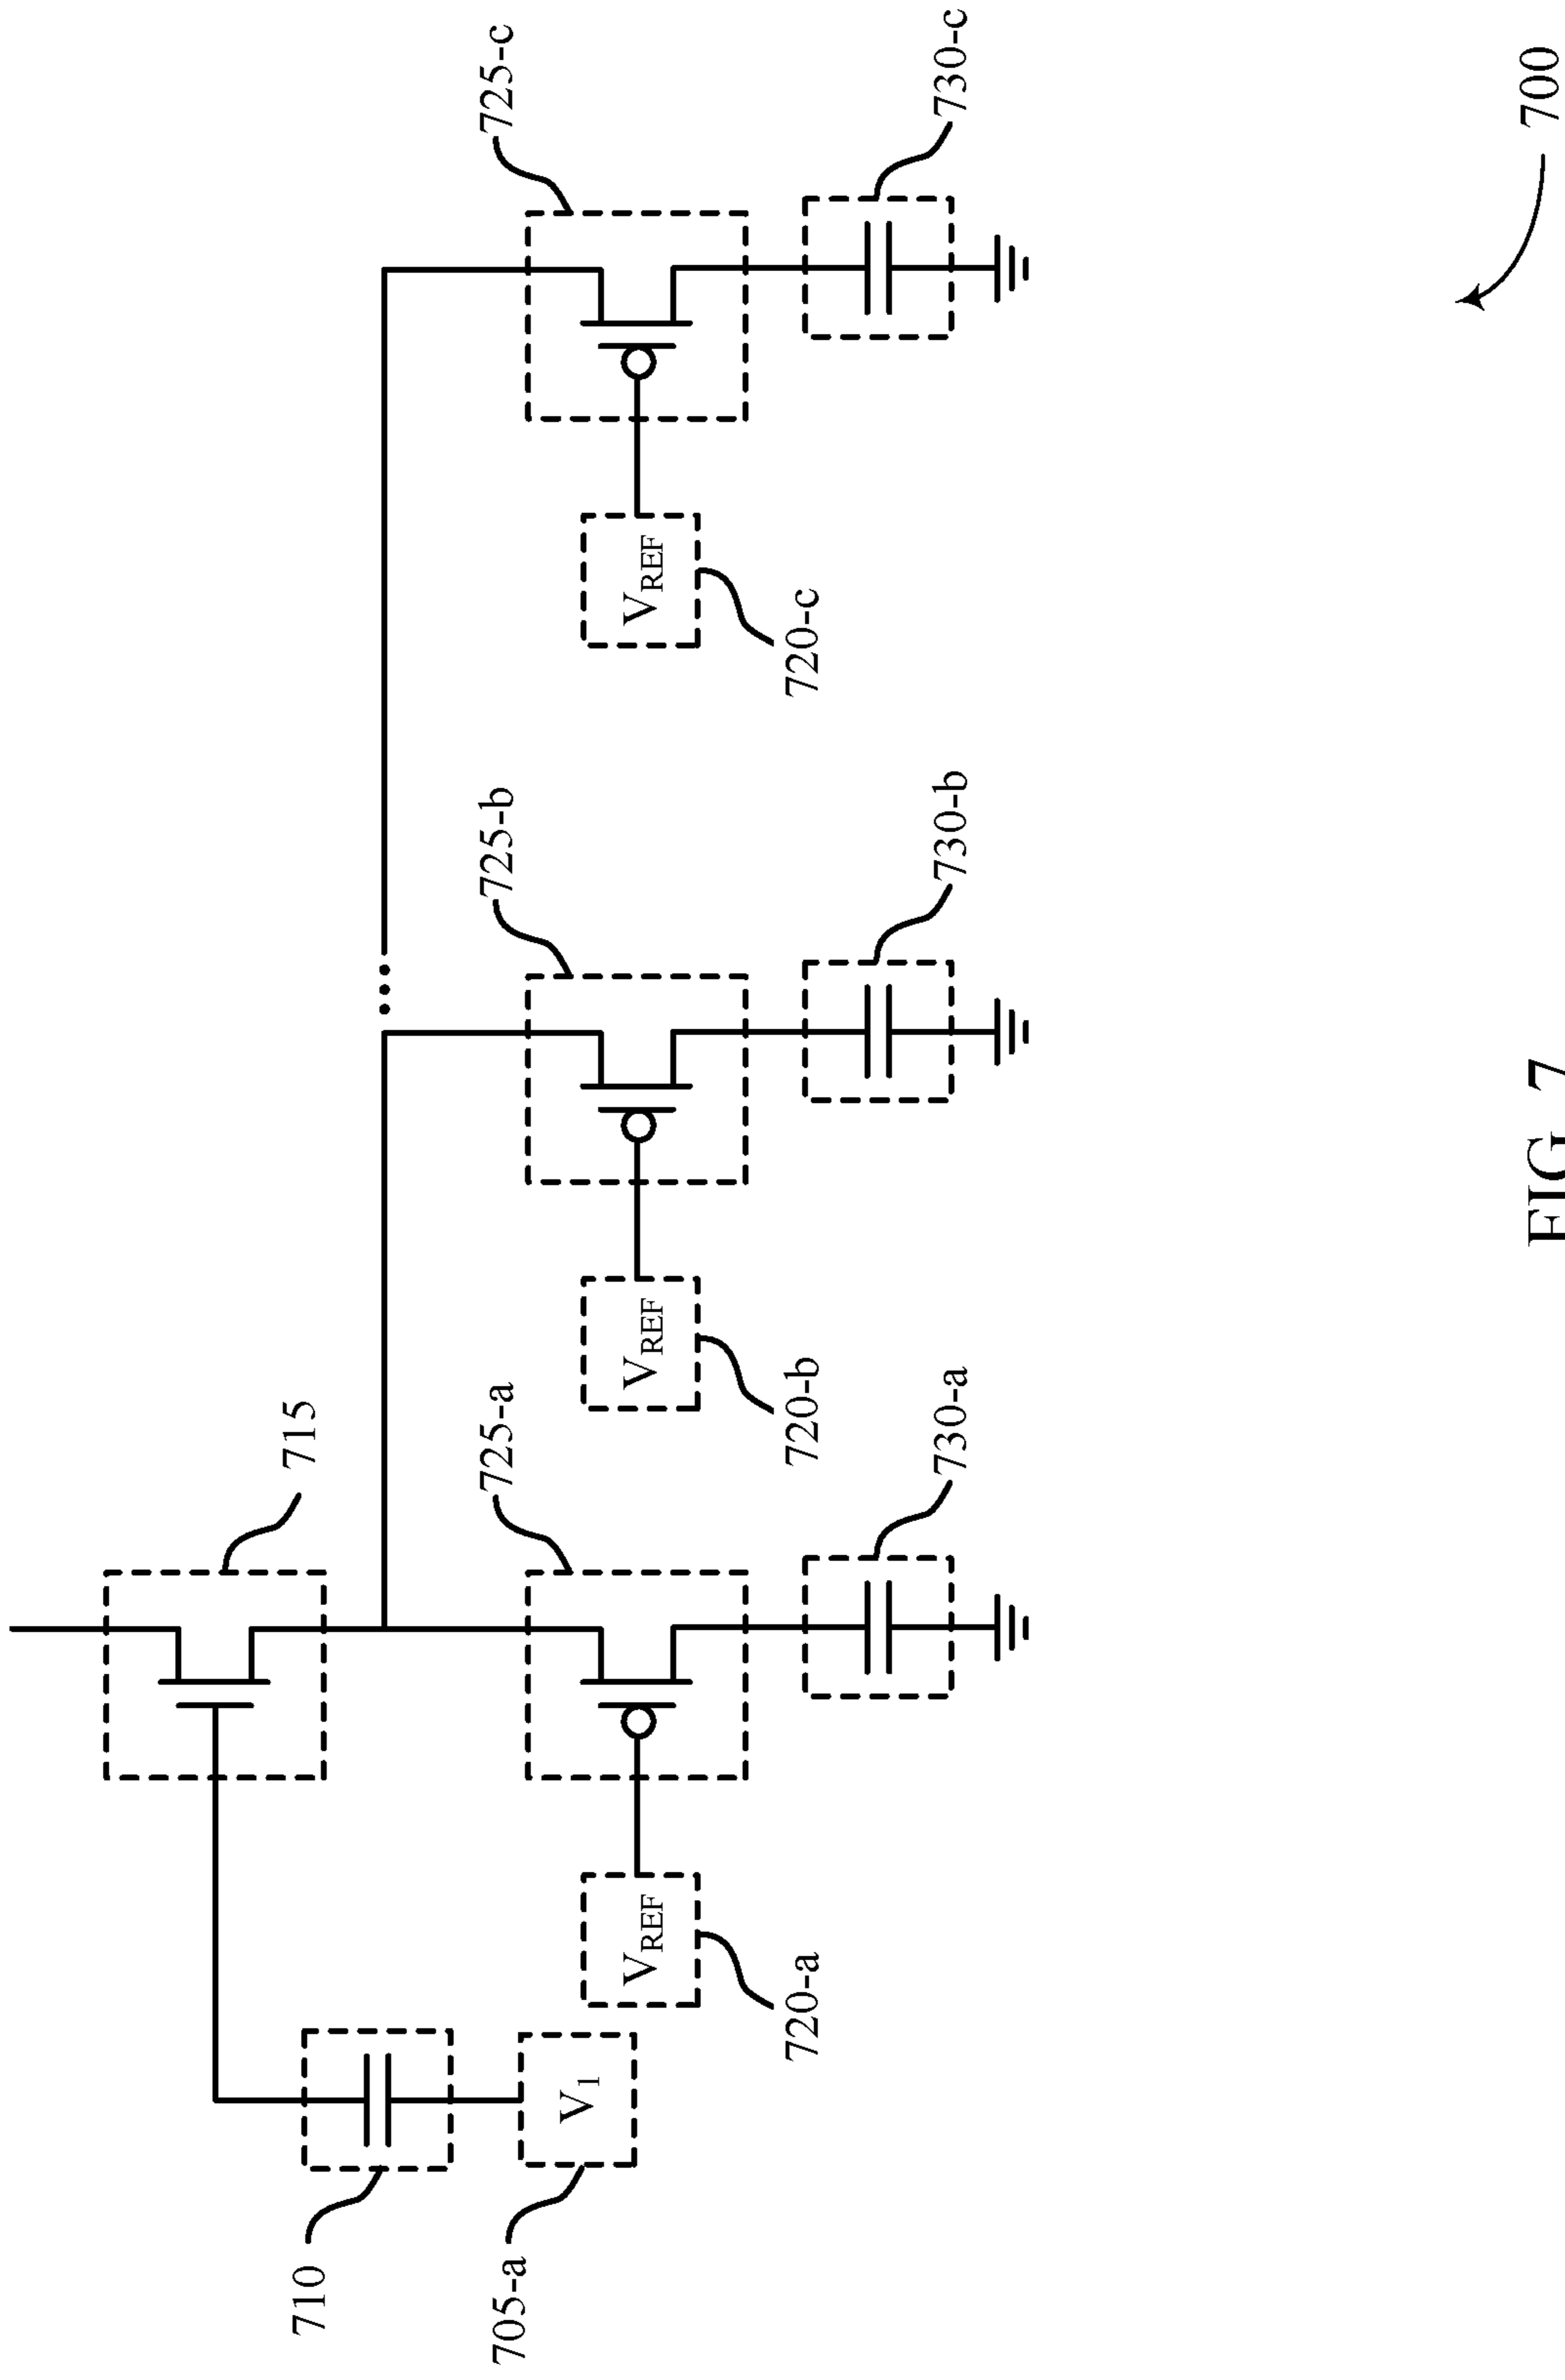 715
710
705-a
V1
725-a
725-b
725-c
VREF
VREF
VREF
720-a
720-b
720-c
730-a
730-b
730-c
700
FIG. 7